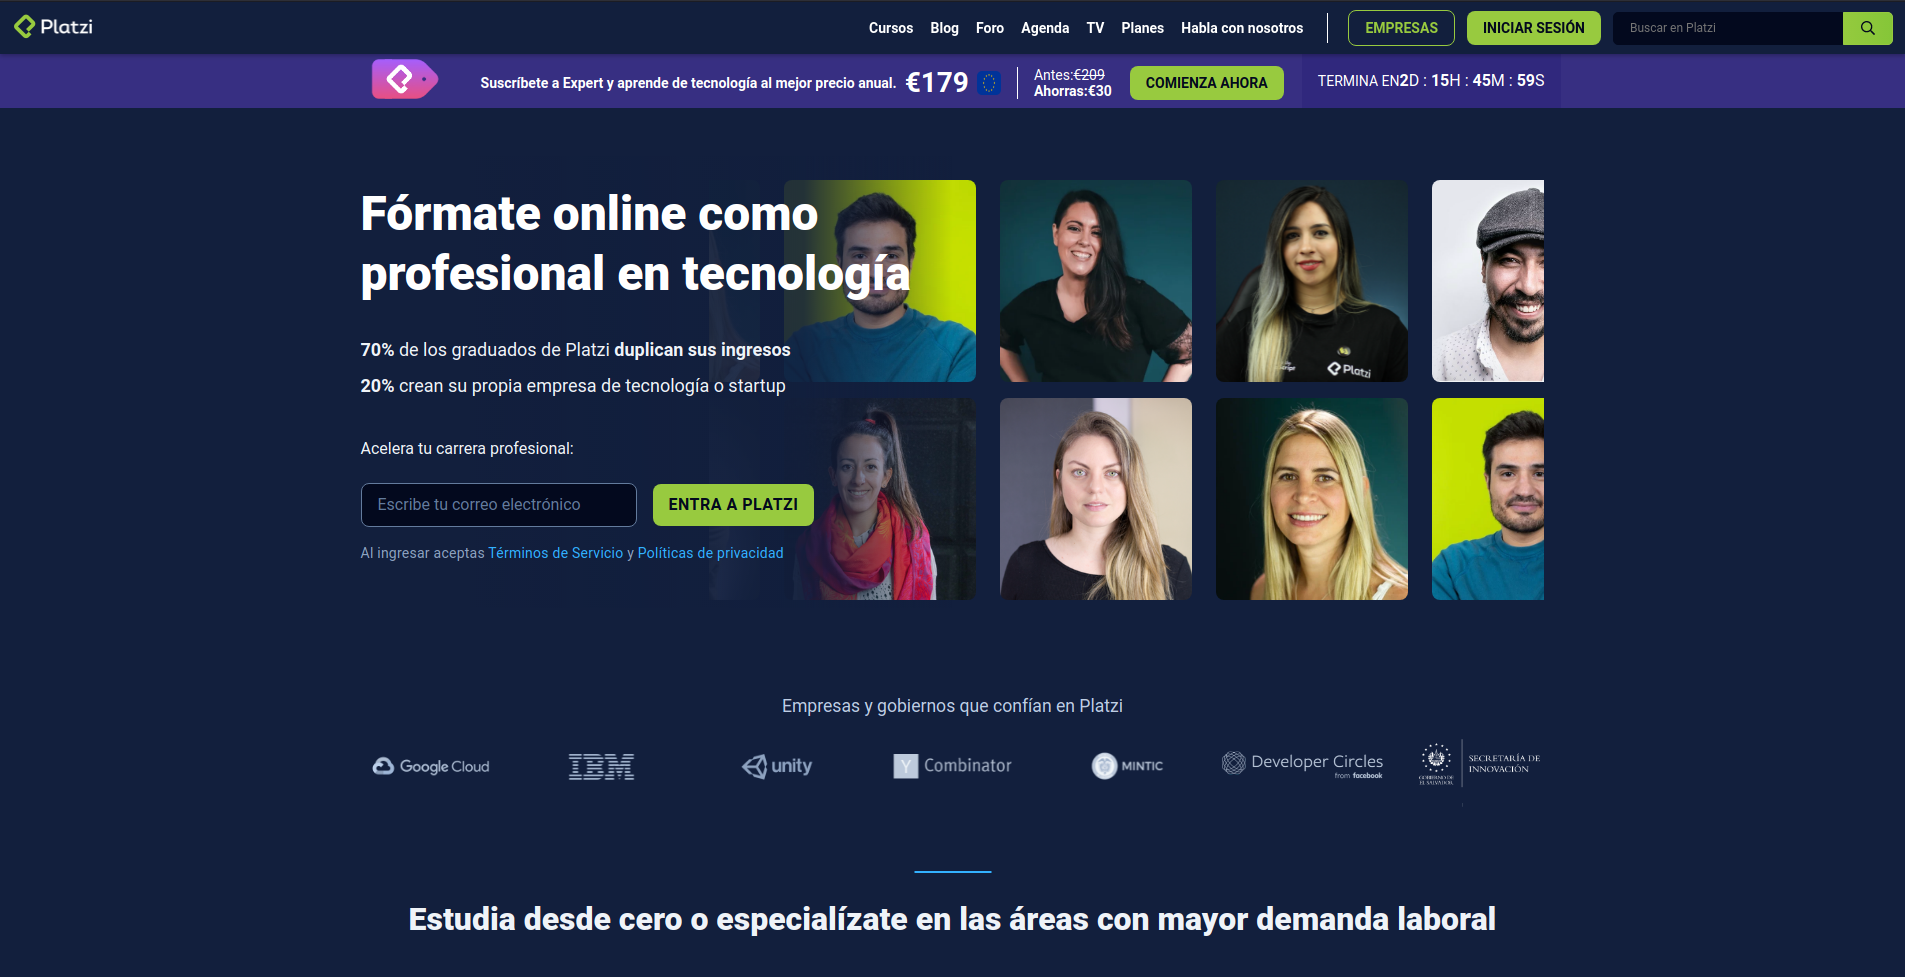 Platzi
Cursos Blog Foro Agenda TV Planes Habla con nosotros
EMPRESAS
INICIAR SESIÓN
Buscar en Platzi
Suscríbete a Expert y aprende de tecnología al mejor precio anual. €179
Antes:€209
Ahorras:€30
COMIENZA AHORA
TERMINA EN2D : 15H : 45M : 59S
Fórmate online como
profesional en tecnología
70% de los graduados de Platzi duplican sus ingresos
20% crean su propia empresa de tecnología o startup
Acelera tu carrera profesional:
Escribe tu correo electrónico
ENTRA A PLATZI
Al ingresar aceptas Términos de Servicio y Políticas de privacidad
Platzi
Empresas y gobiernos que confían en Platzi
Google Cloud
IBM
unity
Y Combinator
MINTIC
Developer Circles
from facebook
GOBIERNO DE
EL SALVADOR
SECRETARÍA DE
INNOVACIÓN
Estudia desde cero o especialízate en las áreas con mayor demanda laboral